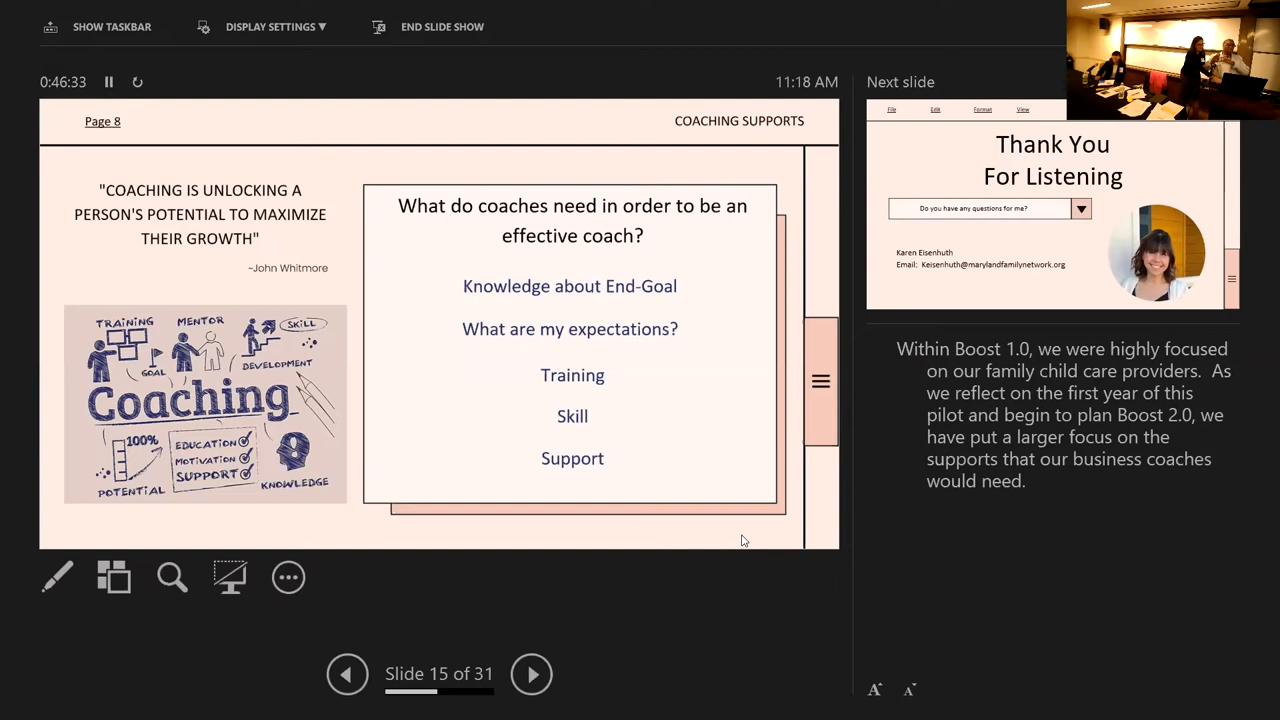 SHOW TASKBAR
DISPLAY SETTINGS ▼
END SLIDE SHOW
0:46:33
11:18 AM
Next slide
Page 8
COACHING SUPPORTS
"COACHING IS UNLOCKING A
PERSON'S POTENTIAL TO MAXIMIZE
THEIR GROWTH"
~John Whitmore
TRAINING
MENTOR
SKILL
GOAL
DEVELOPMENT
Coaching
100%
EDUCATION
MOTIVATION
SUPPORT
POTENTIAL
KNOWLEDGE
What do coaches need in order to be an
effective coach?
Knowledge about End-Goal
What are my expectations?
Training
Skill
Support
File
Edit
Format
View
Thank You
For Listening
Do you have any questions for me?
Karen Eisenhuth
Email: Keisenhuth@marylandfamilynetwork.org
Within Boost 1.0, we were highly focused
on our family child care providers. As
we reflect on the first year of this
pilot and begin to plan Boost 2.0, we
have put a larger focus on the
supports that our business coaches
would need.
Slide 15 of 31
A
A